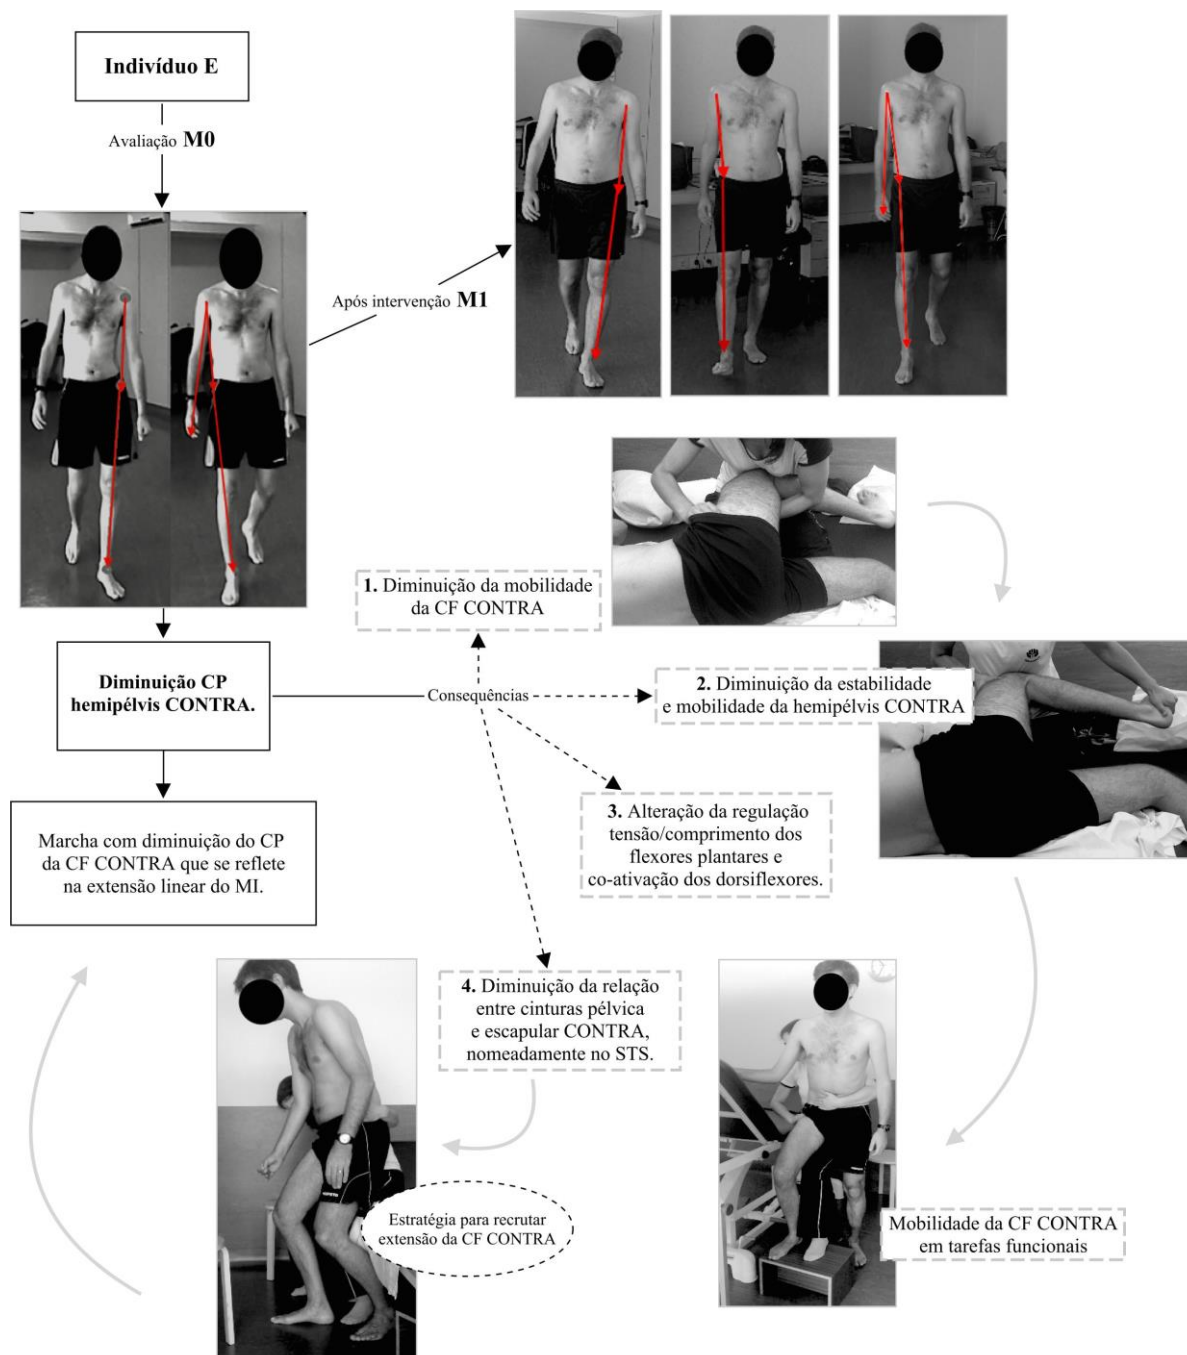 Indivíduo E
Avaliação M0
Após intervenção M1
1. Diminuição da mobilidade
da CF CONTRA
Diminuição CP
hemipélvis CONTRA.
Consequências
2. Diminuição da estabilidade
e mobilidade da hemipélvis CONTRA
3. Alteração da regulação
tensão/comprimento dos
flexores plantares e
co-ativação dos dorsiflexores.
Marcha com diminuição do CP
da CF CONTRA que se reflete
na extensão linear do MI.
4. Diminuição da relação
entre cinturas pélvica
e escapular CONTRA,
nomeadamente no STS.
Estratégia para recrutar
extensão da CF CONTRA
Mobilidade da CF CONTRA
em tarefas funcionais